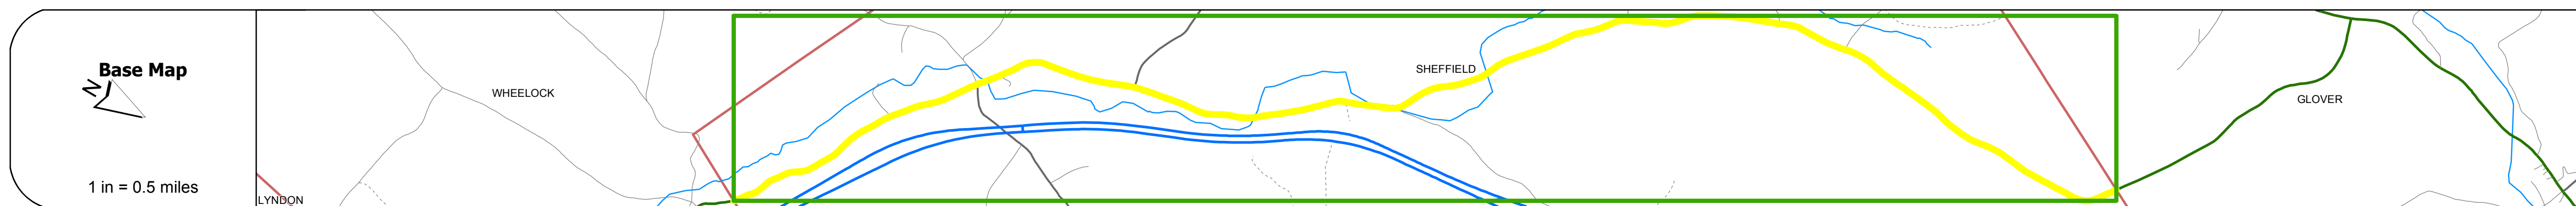 Base Map
N
1 in = 0.5 miles
LYNDON
WHEELOCK
SHEFFIELD
GLOVER